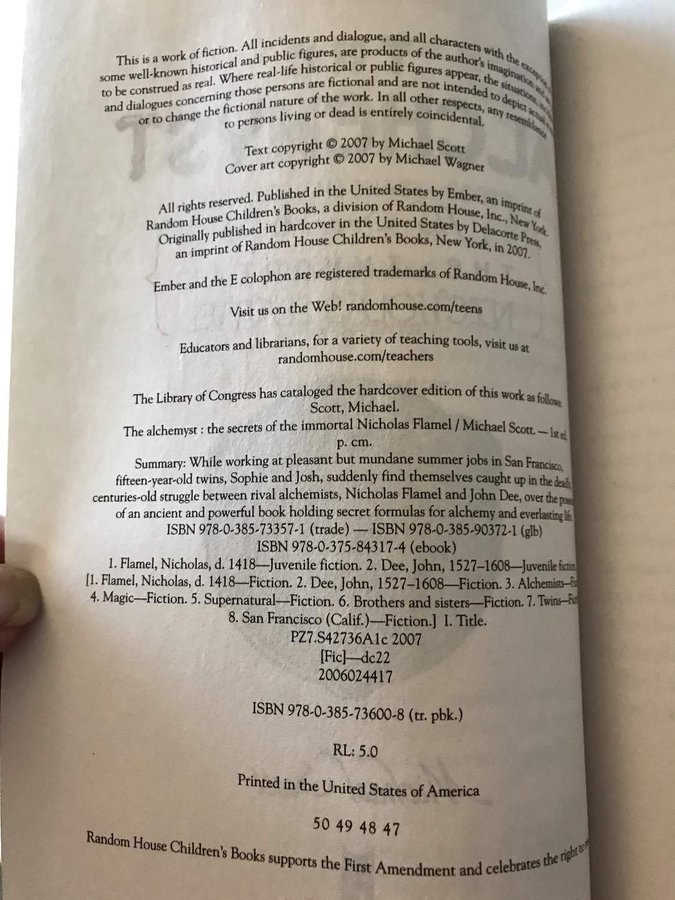 This is a work of fiction. All incidents and dialogue, and all characters with the
some well-known historical and public figures, are products of the author's imagination
to be construed as real. Where real-life historical or public figures appear, the situations,
and dialogues concerning those persons are fictional and are not intended to depict
or to change the fictional nature of the work. In all other respects, any resemblance
to persons living or dead is entirely coincidental.
Text copyright © 2007 by Michael Scott
Cover art copyright © 2007 by Michael Wagner
All rights reserved. Published in the United States by Ember, an imprint of
Random House Children's Books, a division of Random House, Inc., New York.
Originally published in hardcover in the United States by Delacorte Press,
an imprint of Random House Children's Books, New York, in 2007.
Ember and the E colophon are registered trademarks of Random House, Inc.
Visit us on the Web! randomhouse.com/teens
Educators and librarians, for a variety of teaching tools, visit us at
randomhouse.com/teachers
The Library of Congress has cataloged the hardcover edition of this work as follows:
Scott, Michael.
The alchemyst : the secrets of the immortal Nicholas Flamel / Michael Scott. — 1st ed.
p. cm.
Summary: While working at pleasant but mundane summer jobs in San Francisco,
fifteen-year-old twins, Sophie and Josh, suddenly find themselves caught up in the deadly,
centuries-old struggle between rival alchemists, Nicholas Flamel and John Dee, over the
of an ancient and powerful book holding secret formulas for alchemy and everlasting life.
ISBN 978-0-385-73357-1 (trade) — ISBN 978-0-385-90372-1 (glb)
ISBN 978-0-375-84317-4 (ebook)
1. Flamel, Nicholas, d. 1418—Juvenile fiction. 2. Dee, John, 1527–1608—Juvenile fiction.
[1. Flamel, Nicholas, d. 1418—Fiction. 2. Dee, John, 1527–1608—Fiction. 3. Alchemists—
4. Magic—Fiction. 5. Supernatural—Fiction. 6. Brothers and sisters—Fiction. 7. Twins—
8. San Francisco (Calif.)—Fiction.] I. Title.
PZ7.S42736A1c 2007
[Fic]—dc22
2006024417
ISBN 978-0-385-73600-8 (tr. pbk.)
RL: 5.0
Printed in the United States of America
50 49 48 47
Random House Children's Books supports the First Amendment and celebrates the right to